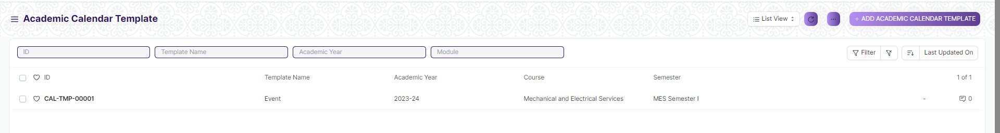 Academic Calendar Template
List View
...
+ ADD ACADEMIC CALENDAR TEMPLATE
ID
Template Name
Academic Year
Module
Filter
Last Updated On
ID Template Name Academic Year Course Semester 1 of 1
CAL-TMP-00001 Event 2023-24 Mechanical and Electrical Services MES Semester I - 0